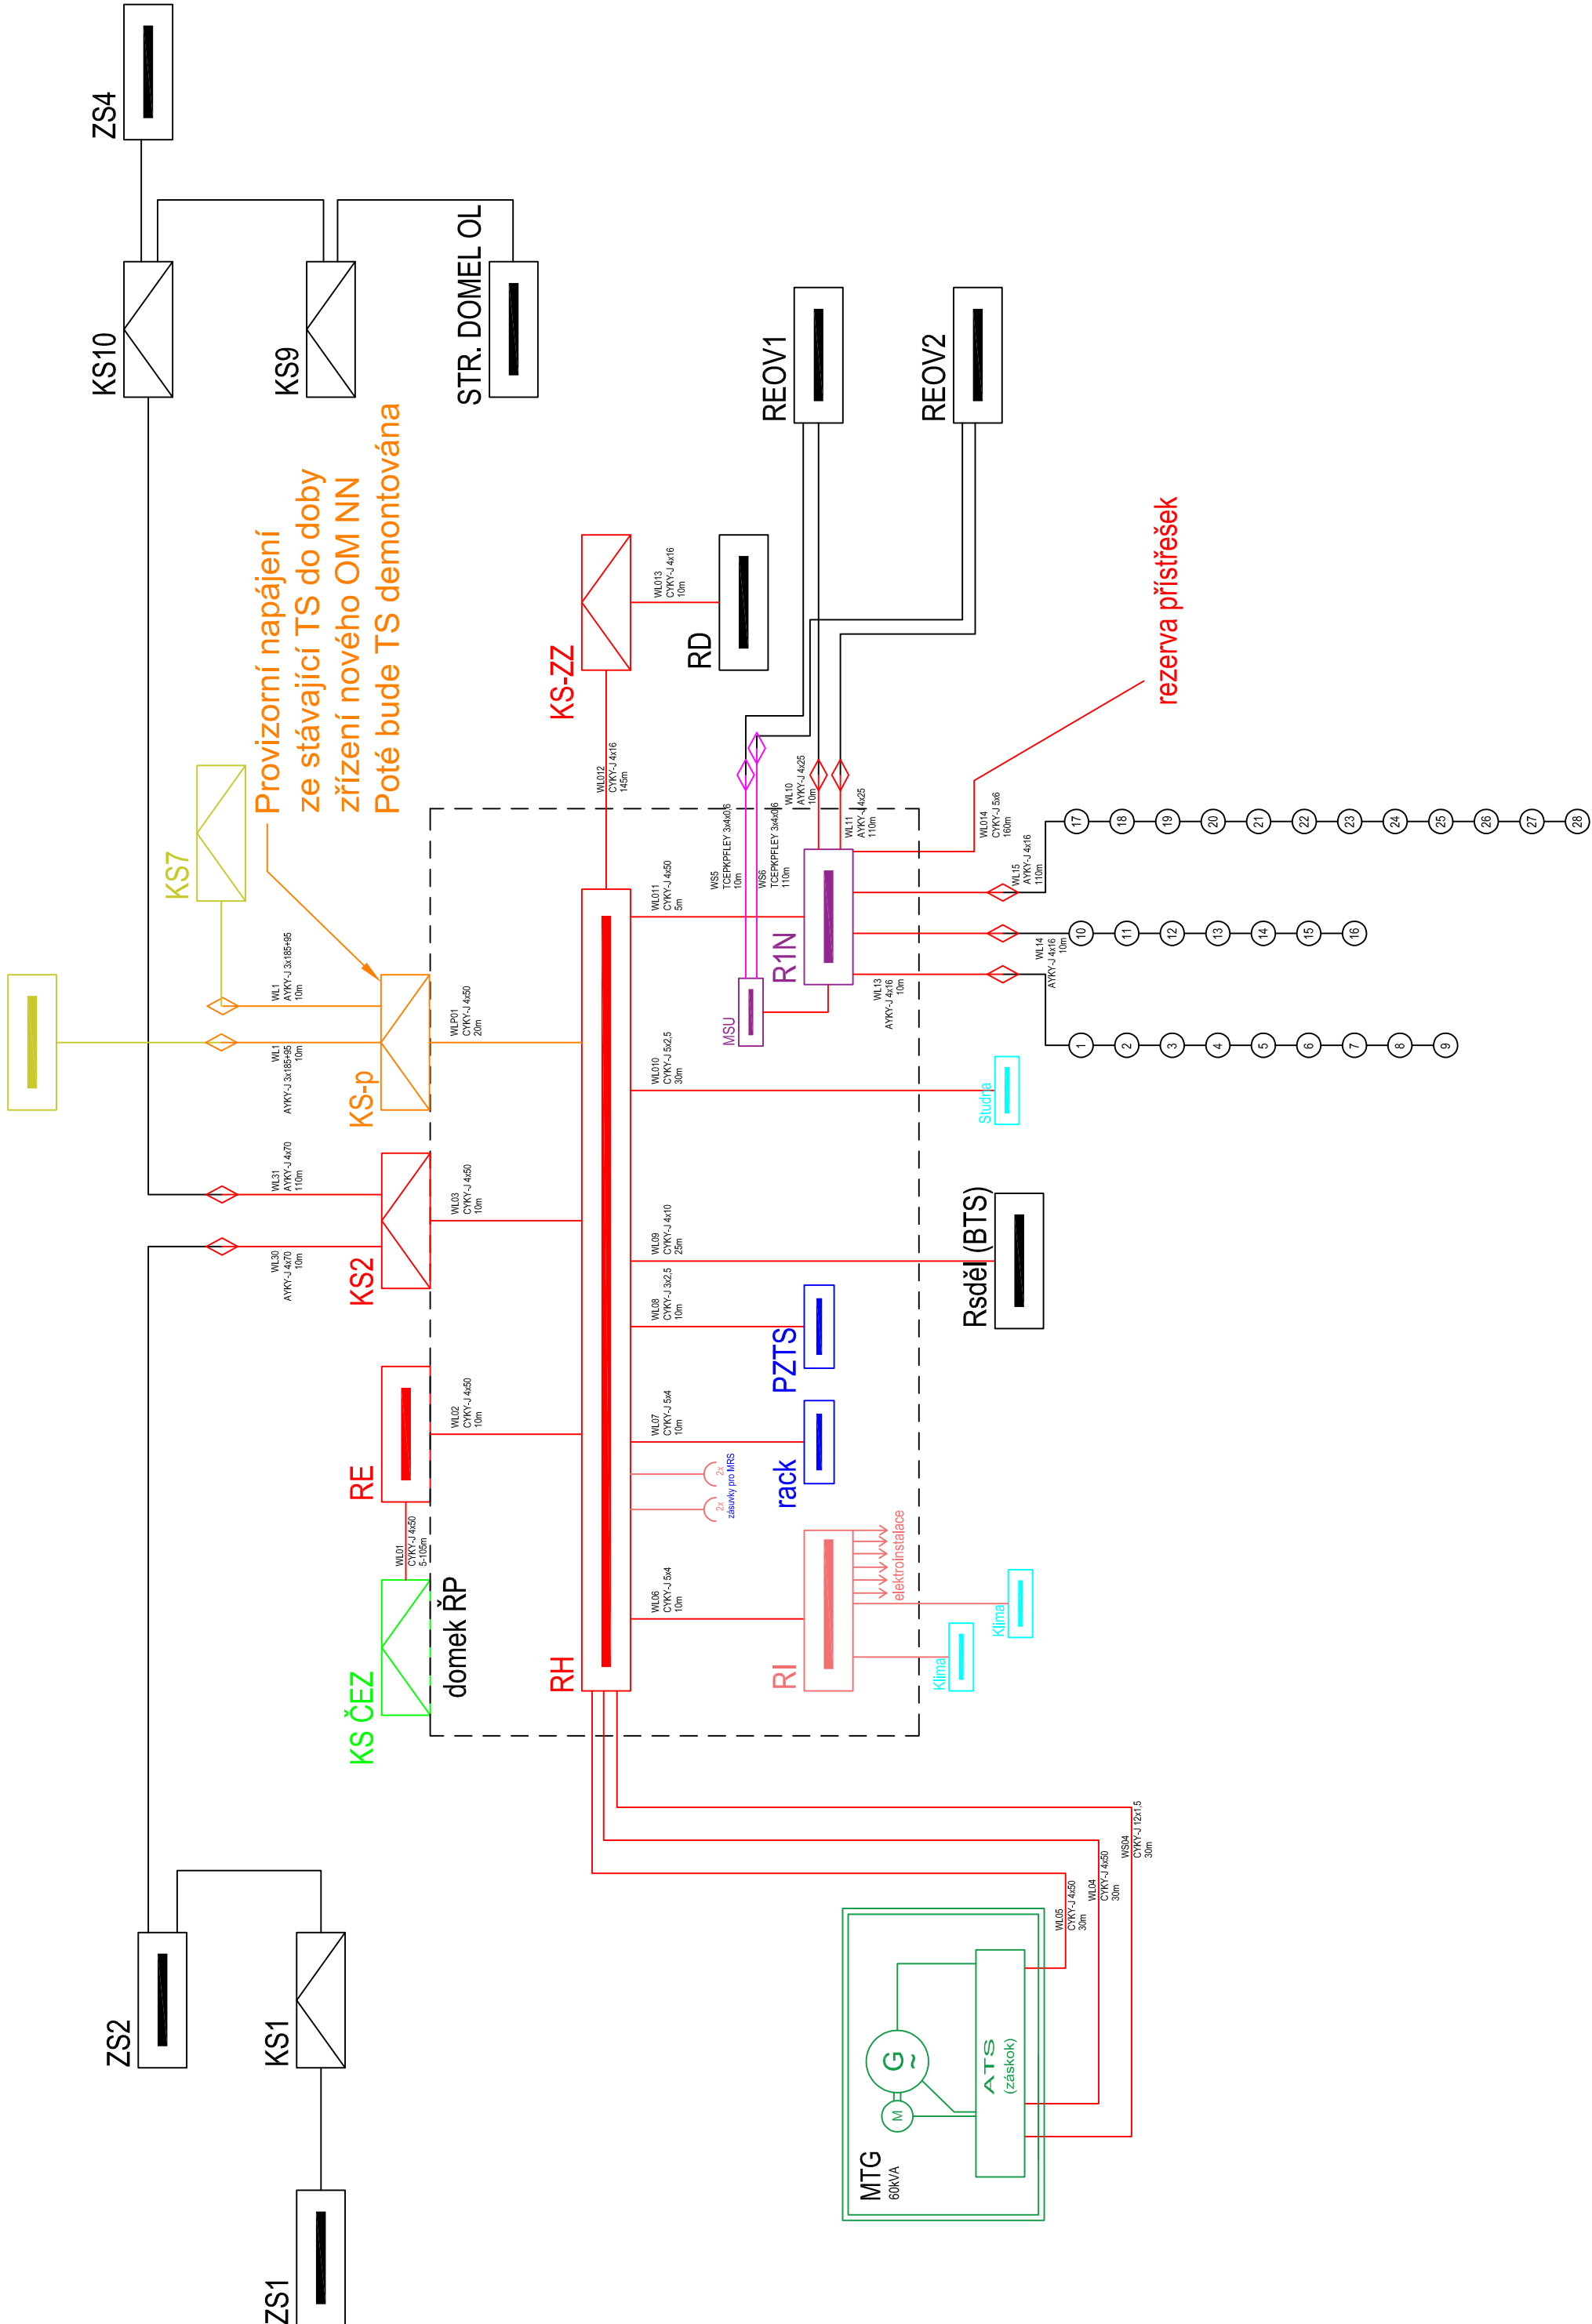 ZS1
ZS2
KS1
KS10
ZS4
KS9
STR. DOMEL OL
KS7
Provizorní napájení
ze stávající TS do doby
zřízení nového OM NN
Poté bude TS demontována
WL30
AYKY-J 4x70
10m
WL31
AYKY-J 4x70
110m
WL1
AYKY-J 3x185+95
10m
WL1
AYKY-J 3x185+95
10m
KS ČEZ
WL01
CYKY-J 4x50
5-105m
RE
KS2
KS-p
domek ŘP
WL02
CYKY-J 4x50
10m
WL03
CYKY-J 4x50
10m
WLP01
CYKY-J 4x50
20m
RH
WL012
CYKY-J 4x16
145m
KS-ZZ
WL013
CYKY-J 4x16
10m
RD
WL06
CYKY-J 5x4
10m
WL07
CYKY-J 5x4
10m
WL08
CYKY-J 3x2,5
10m
WL09
CYKY-J 4x10
25m
WL010
CYKY-J 5x2,5
30m
WL011
CYKY-J 4x50
5m
2x
2x
zásuvky pro MRS
WS5
TCEPKPFLEY 3x4x0,6
10m
WS6
TCEPKPFLEY 3x4x0,6
110m
MSU
RI
rack
PZTS
R1N
WL10
AYKY-J 4x25
10m
WL11
AYKY-J 4x25
110m
REOV1
REOV2
elektroinstalace
Klima
Klima
Rsděl (BTS)
Studna
WL13
AYKY-J 4x16
10m
WL14
AYKY-J 4x16
10m
WL15
AYKY-J 4x16
110m
WL014
CYKY-J 5x6
160m
rezerva přístřešek
1
2
3
4
5
6
7
8
9
10
11
12
13
14
15
16
17
18
19
20
21
22
23
24
25
26
27
28
MTG
60kVA
M
G
~
ATS
(záskok)
WL05
CYKY-J 4x50
30m
WL04
CYKY-J 4x50
30m
WS04
CYKY-J 12x1,5
30m